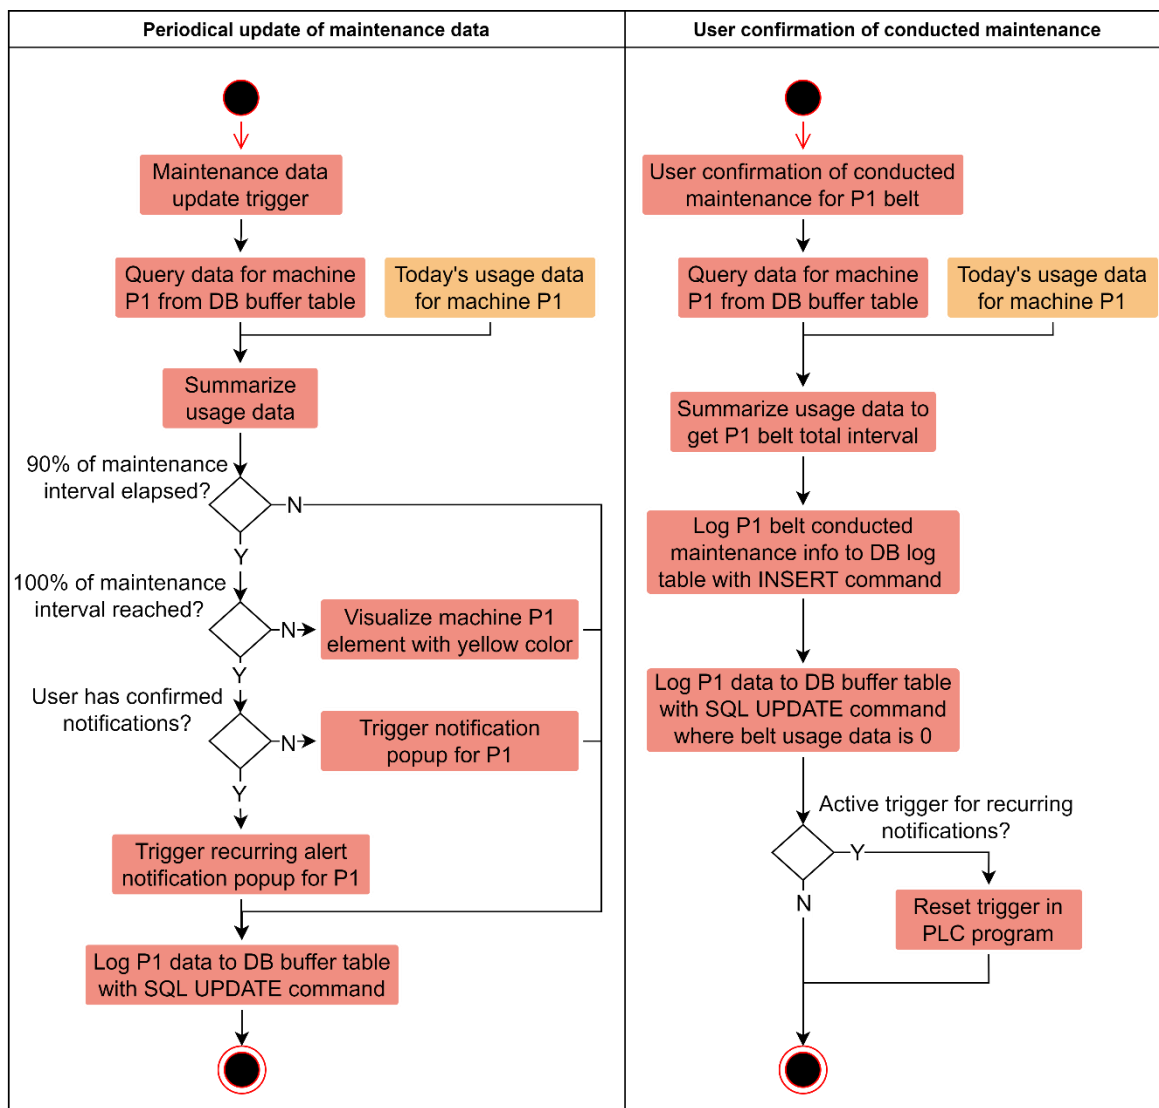 Periodical update of maintenance data
Maintenance data
update trigger
Query data for machine
P1 from DB buffer table
Today's usage data
for machine P1
Summarize
usage data
90% of maintenance
interval elapsed?
N
Y
100% of maintenance
interval reached?
N
Visualize machine P1
element with yellow color
Y
User has confirmed
notifications?
N
Trigger notification
popup for P1
Y
Trigger recurring alert
notification popup for P1
Log P1 data to DB buffer table
with SQL UPDATE command
User confirmation of conducted maintenance
User confirmation of conducted
maintenance for P1 belt
Query data for machine
P1 from DB buffer table
Today's usage data
for machine P1
Summarize usage data to
get P1 belt total interval
Log P1 belt conducted
maintenance info to DB log
table with INSERT command
Log P1 data to DB buffer table
with SQL UPDATE command
where belt usage data is 0
Active trigger for recurring
notifications?
Y
N
Reset trigger in
PLC program